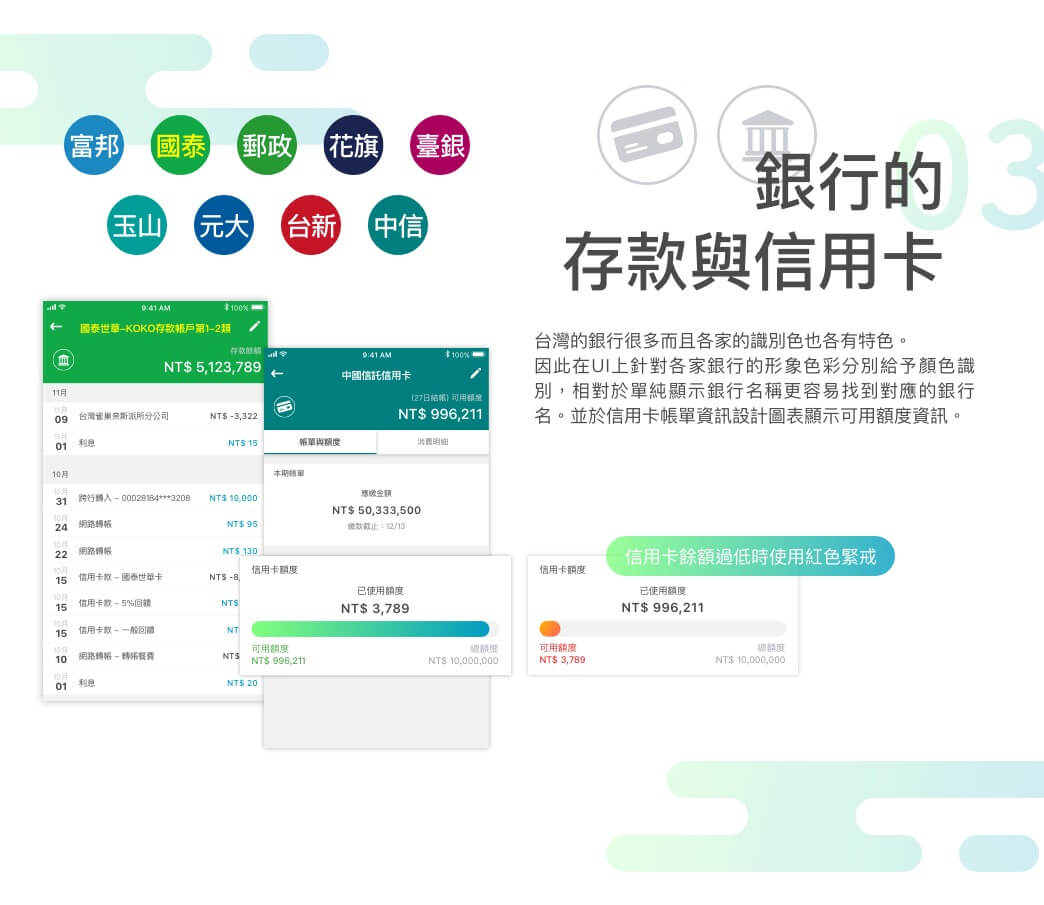 富邦 國泰 郵政 花旗 臺銀
玉山 元大 台新 中信
03
銀行的
存款與信用卡
台灣的銀行很多而且各家的識別色也各有特色。
因此在UI上針對各家銀行的形象色彩分別給予顏色識
別，相對於單純顯示銀行名稱更容易找到對應的銀行
名。並於信用卡帳單資訊設計圖表顯示可用額度資訊。
9:41 AM 100%
國泰世華–KOKO存款帳戶第1–2類
存款餘額
NT$ 5,123,789
11月
11月
09 台灣雀巢奈斯派所分公司 NT$ -3,322
11月
01 利息 NT$ 15
10月
10月
31 跨行轉入 – 00028184***3208 NT$ 10,000
10月
24 網路轉帳 NT$ 95
10月
22 網路轉帳 NT$ 130
10月
15 信用卡款 – 國泰世華卡 NT$ -8,
10月
15 信用卡款 – 5%回饋 NT$
10月
15 信用卡款 – 一般回饋 NT
10月
10 網路轉帳 – 轉帳餐費 NT$
10月
01 利息 NT$ 20
9:41 AM 100%
中國信託信用卡
(27日結帳) 可用額度
NT$ 996,211
帳單與額度 消費明細
本期帳單
應繳金額
NT$ 50,333,500
繳款截止：12/13
信用卡額度
已使用額度
NT$ 3,789
可用額度 總額度
NT$ 996,211 NT$ 10,000,000
信用卡餘額過低時使用紅色緊戒
信用卡額度
已使用額度
NT$ 996,211
可用額度 總額度
NT$ 3,789 NT$ 10,000,000